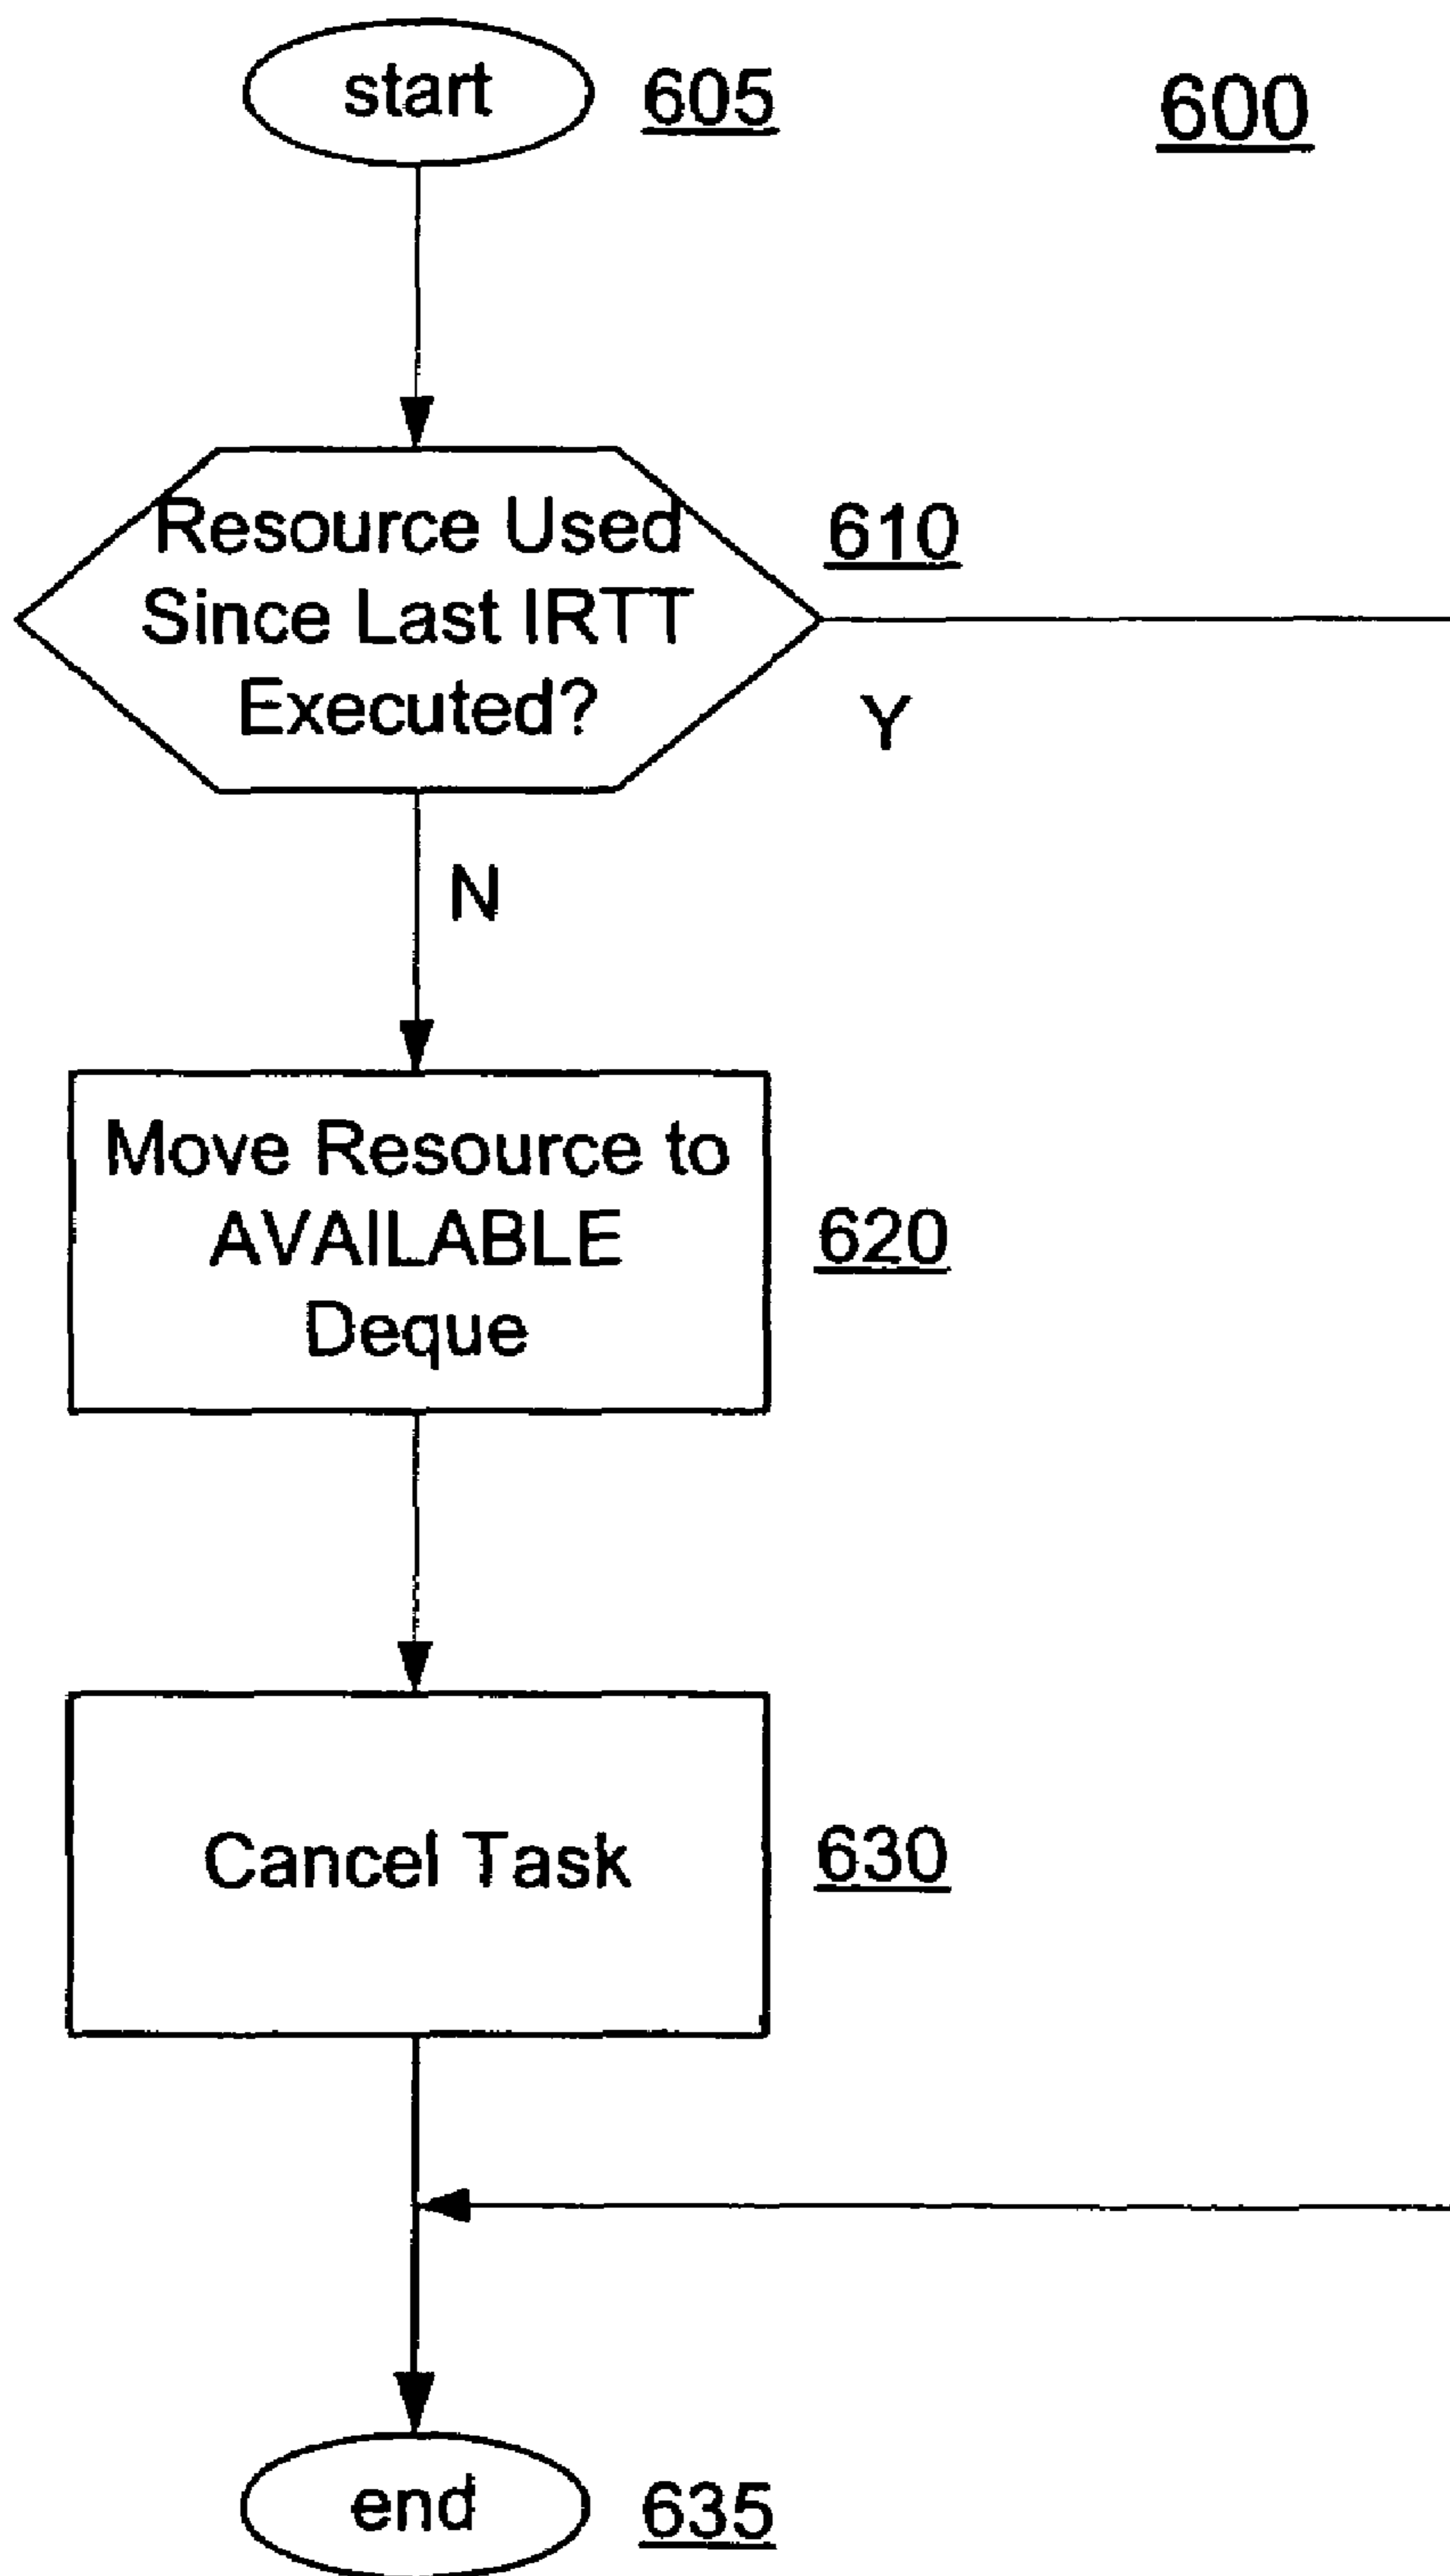 start
605
600
Resource Used
Since Last IRTT
Executed?
610
Y
N
Move Resource to
AVAILABLE
Deque
620
Cancel Task
630
end
635